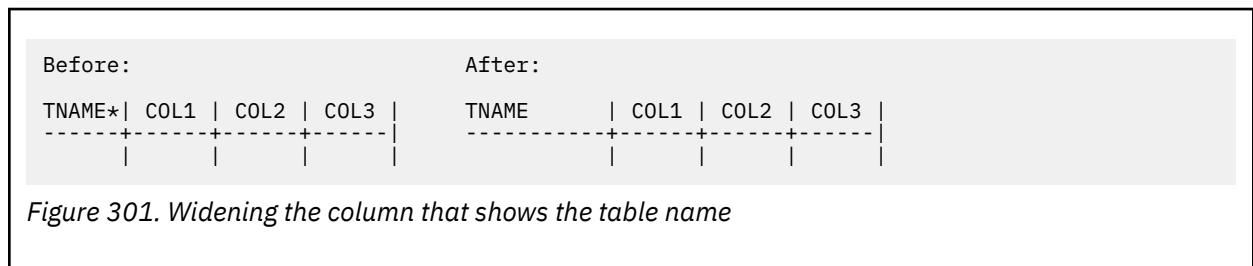 Before:                        After:
TNAME*| COL1 | COL2 | COL3 |   TNAME      | COL1 | COL2 | COL3 |
------+------+------+------|   -----------+------+------+------|
      |      |      |      |              |      |      |      |
Figure 301. Widening the column that shows the table name